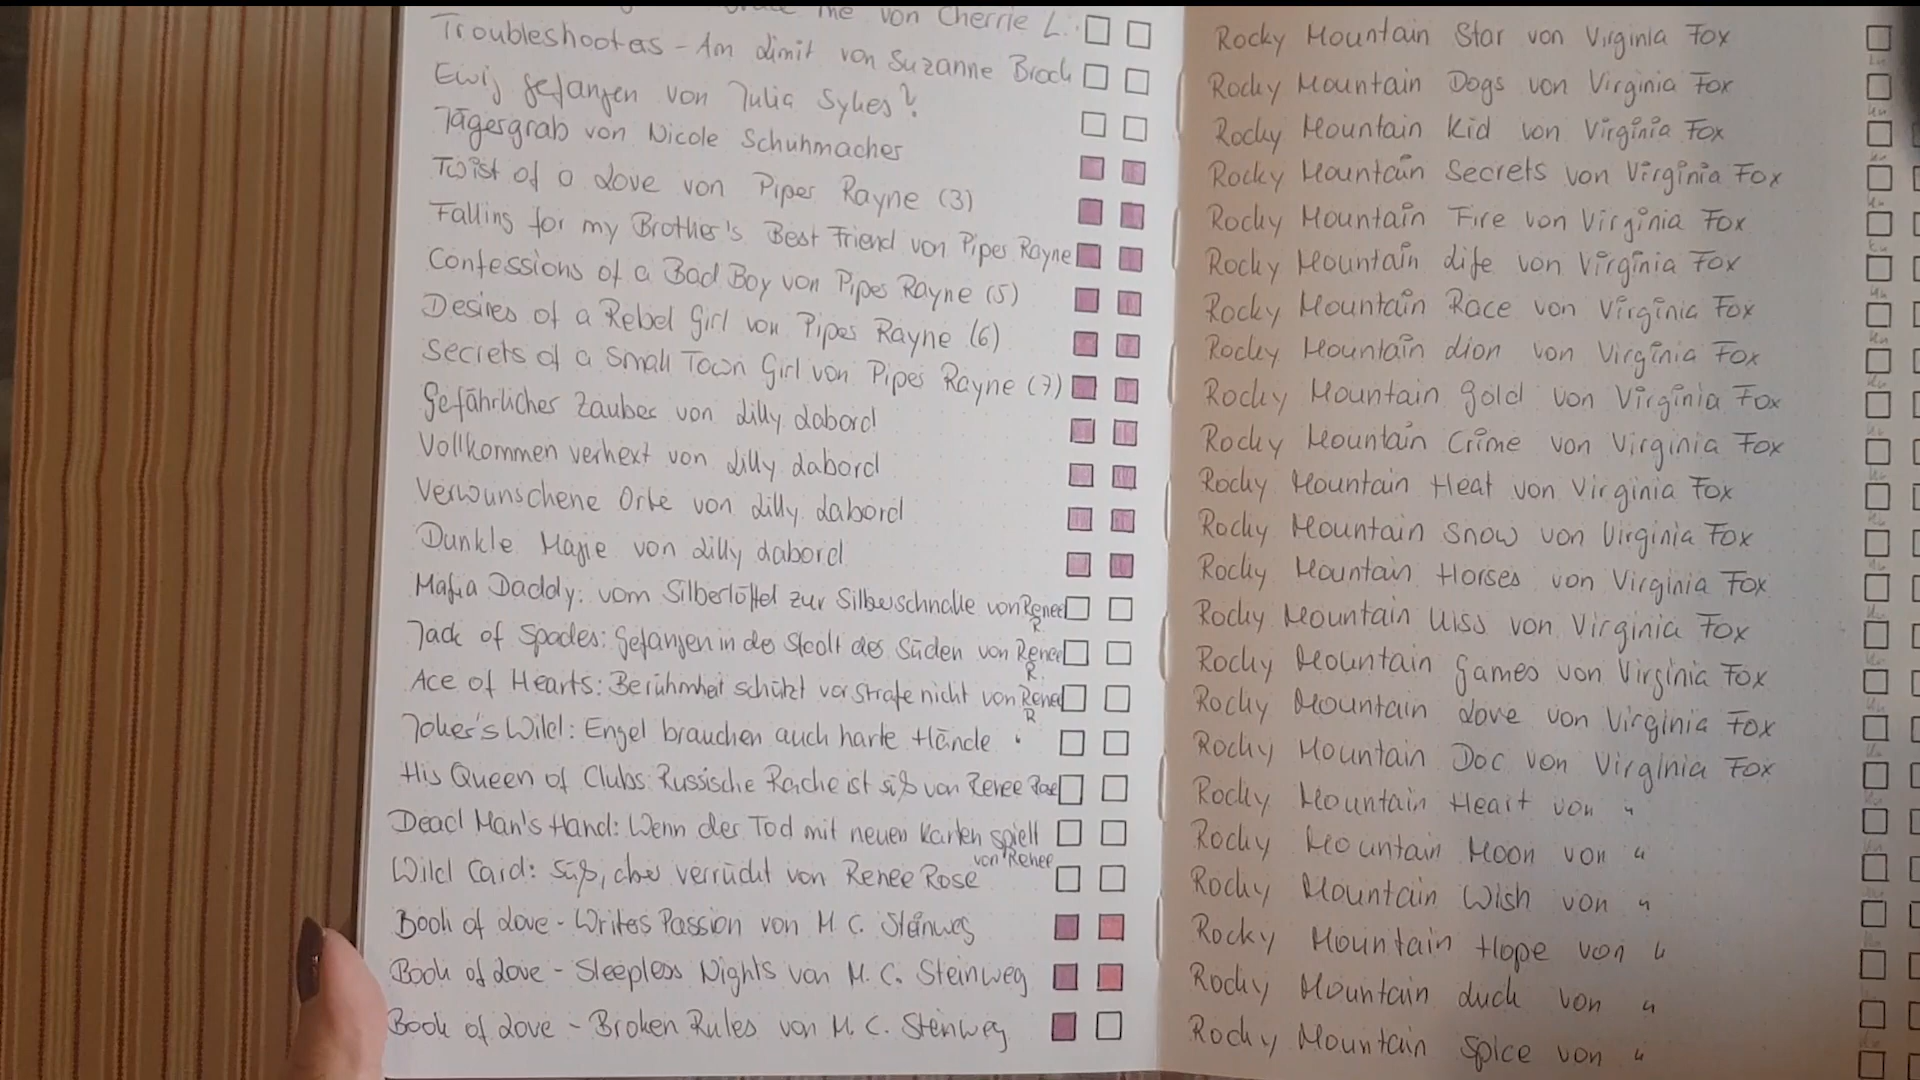 me von Cherrie L.
Troubleshooters - Am Limit von Suzanne Brock
Ewig gefangen von Julia Sykes?
Jägersgrab von Nicole Schuhmacher
Twist of a Love von Piper Rayne (3)
Falling for my Brother's Best Friend von Piper Rayne
Confessions of a Bad Boy von Piper Rayne (5)
Desires of a Rebel Girl von Piper Rayne (6)
Secrets of a Small Town Girl von Piper Rayne (7)
Gefährlicher Zauber von Lilly Labord
Vollkommen verhext von Lilly Labord
Verwunschene Orte von Lilly Labord
Dunkle Magie von Lilly Labord
Mafia Daddy: vom Silberlöffel zur Silberschnalle von Renee R.
Jack of Spades: Gefangen in der Stadt des Süden von Renee R.
Ace of Hearts: Berühmheit schützt vor Strafe nicht von Renee R
Joker's Wild: Engel brauchen auch harte Hände
His Queen of Clubs: Russische Rache ist süß von Renee Rose
Dead Man's Hand: Wenn der Tod mit neuen Karten spielt von Renee
Wild Card: Süß, aber verrückt von Renee Rose
Book of Love - Writer's Passion von M. C. Steinweg
Book of Love - Sleepless Nights von M. C. Steinweg
Book of Love - Broken Rules von M. C. Steinweg
Rocky Mountain Star von Virginia Fox
Rocky Mountain Dogs von Virginia Fox
Rocky Mountain Kid von Virginia Fox
Rocky Mountain Secrets von Virginia Fox
Rocky Mountain Fire von Virginia Fox
Rocky Mountain Life von Virginia Fox
Rocky Mountain Race von Virginia Fox
Rocky Mountain Lion von Virginia Fox
Rocky Mountain Gold von Virginia Fox
Rocky Mountain Crime von Virginia Fox
Rocky Mountain Heat von Virginia Fox
Rocky Mountain Snow von Virginia Fox
Rocky Mountain Horses von Virginia Fox
Rocky Mountain Kiss von Virginia Fox
Rocky Mountain Games von Virginia Fox
Rocky Mountain Love von Virginia Fox
Rocky Mountain Doc von Virginia Fox
Rocky Mountain Heart von "
Rocky Mountain Moon von "
Rocky Mountain Wish von "
Rocky Mountain Hope von "
Rocky Mountain Luck von "
Rocky Mountain Spice von "